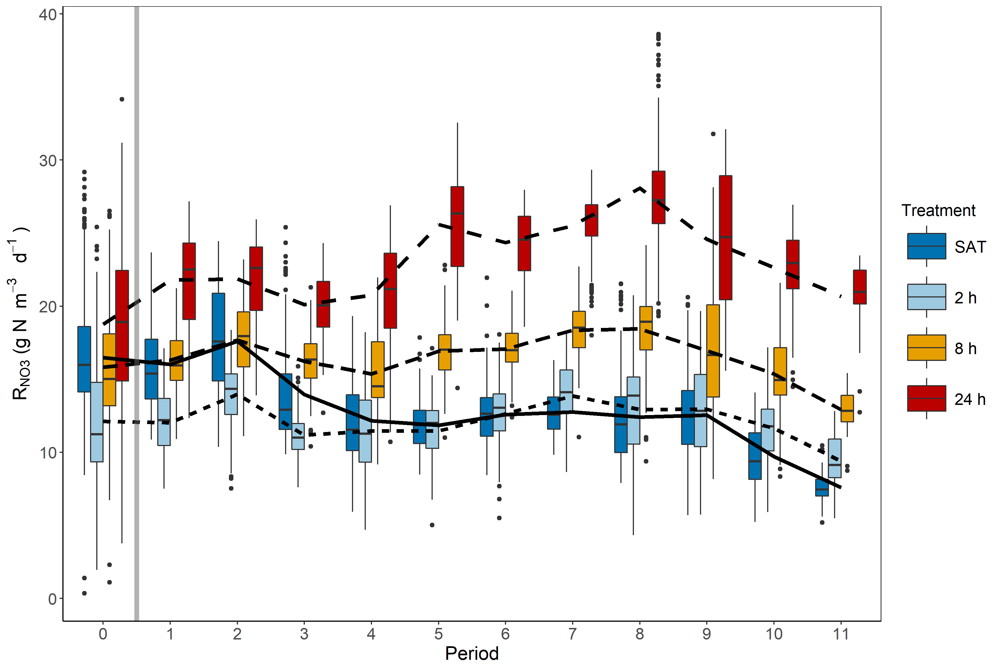 40
30
20
10
0
R_NO3 (g N m^−3 d^−1)
0 1 2 3 4 5 6 7 8 9 10 11
Period
Treatment
SAT
2 h
8 h
24 h